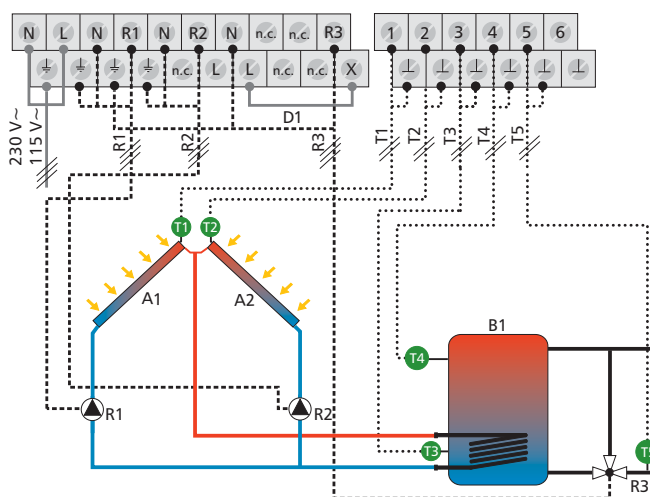 N L N R1 N R2 N n.c. n.c. R3
1 2 3 4 5 6
n.c. L L n.c. n.c. X
D1
230 V~
115 V~
R1
R2
R3
T1
T2
T3
T4
T5
T1 T2
A1 A2
B1
T4
R1 R2
T3
R3